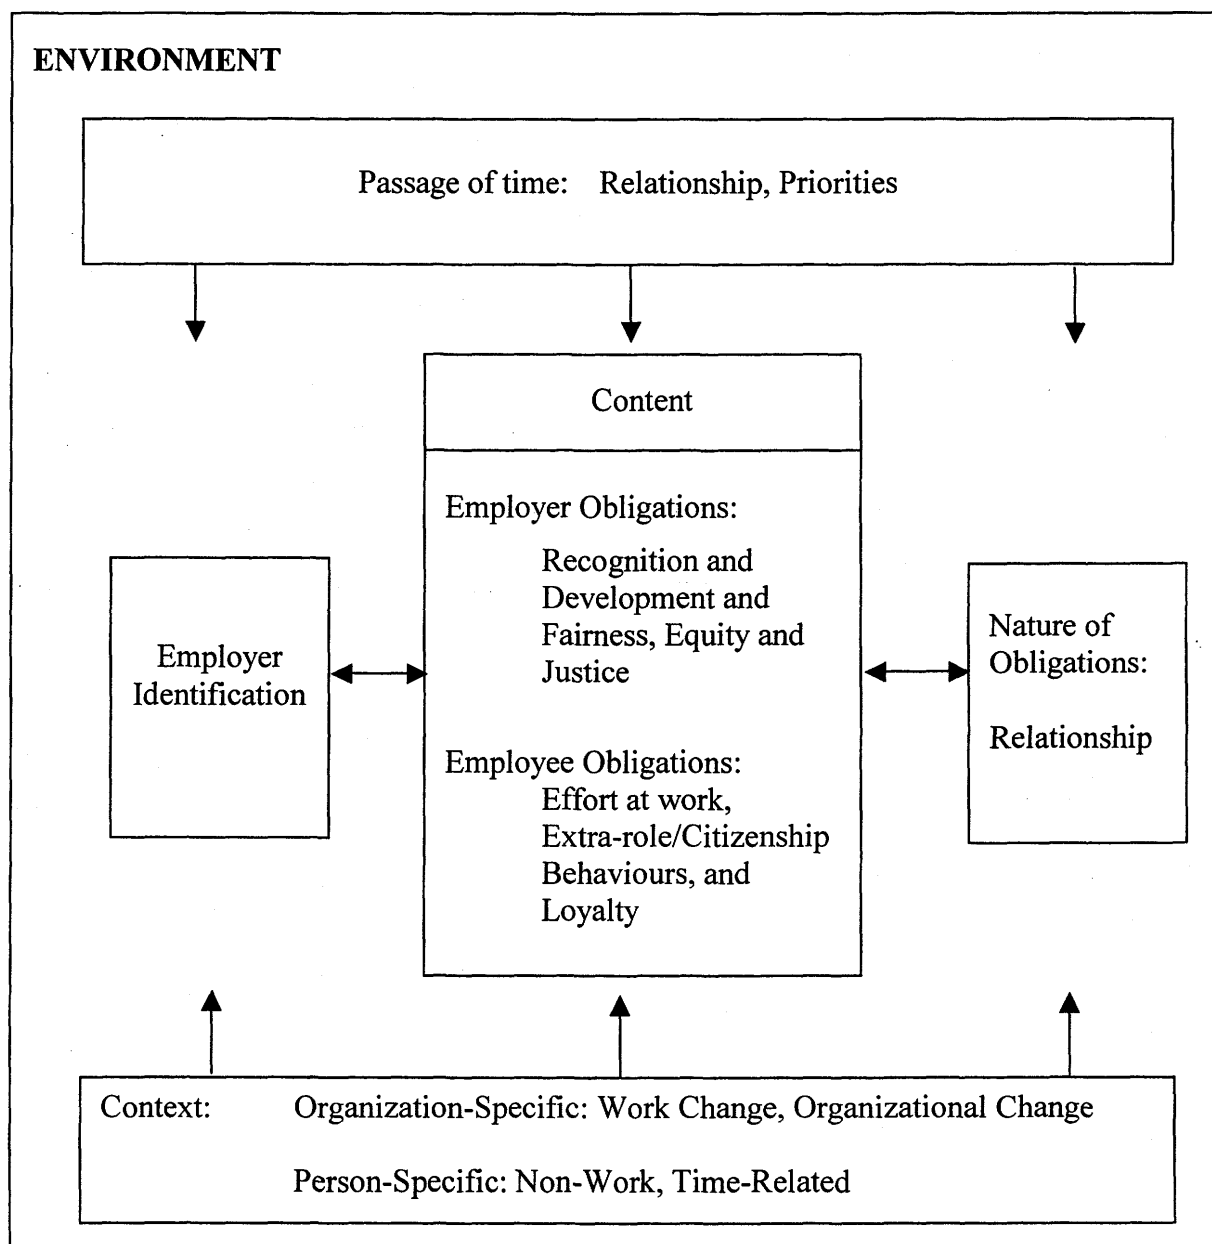 ENVIRONMENT
Passage of time: Relationship, Priorities
Content
Employer Obligations:
Recognition and
Development and
Fairness, Equity and
Justice
Employee Obligations:
Effort at work,
Extra-role/Citizenship
Behaviours, and
Loyalty
Employer
Identification
Nature of
Obligations:
Relationship
Context: Organization-Specific: Work Change, Organizational Change
Person-Specific: Non-Work, Time-Related